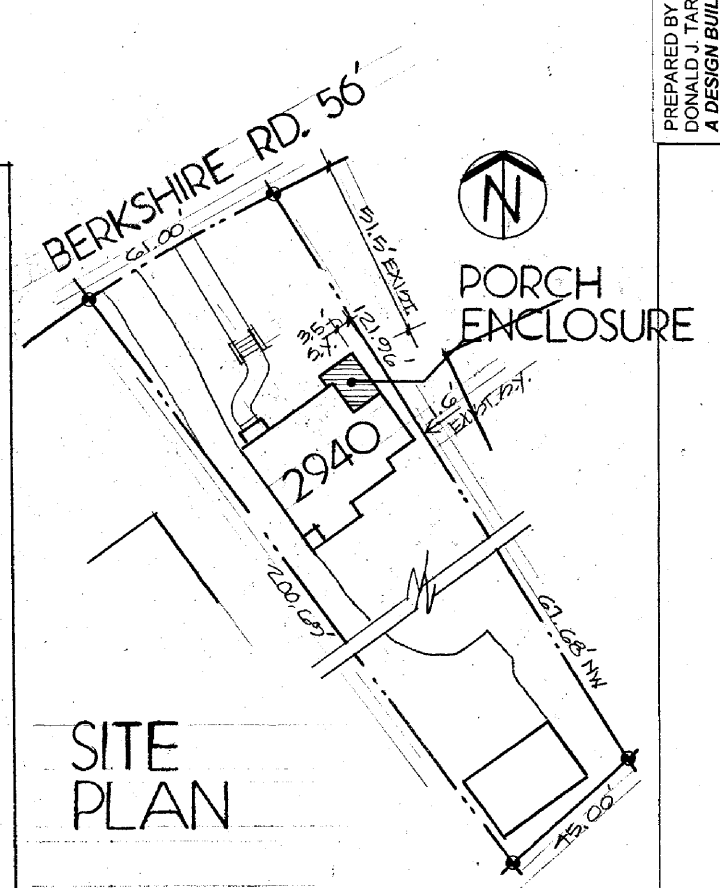 PREPARED BY
DONALD J. TAR
A DESIGN BUIL
BERKSHIRE RD. 56'
61.00'
N
51.5' EXIST.
PORCH
ENCLOSURE
3.5'
S.Y.
121.96'
1.6'
EXIST. S.Y.
2940
200.69'
67.68' NW
SITE
PLAN
45.00'